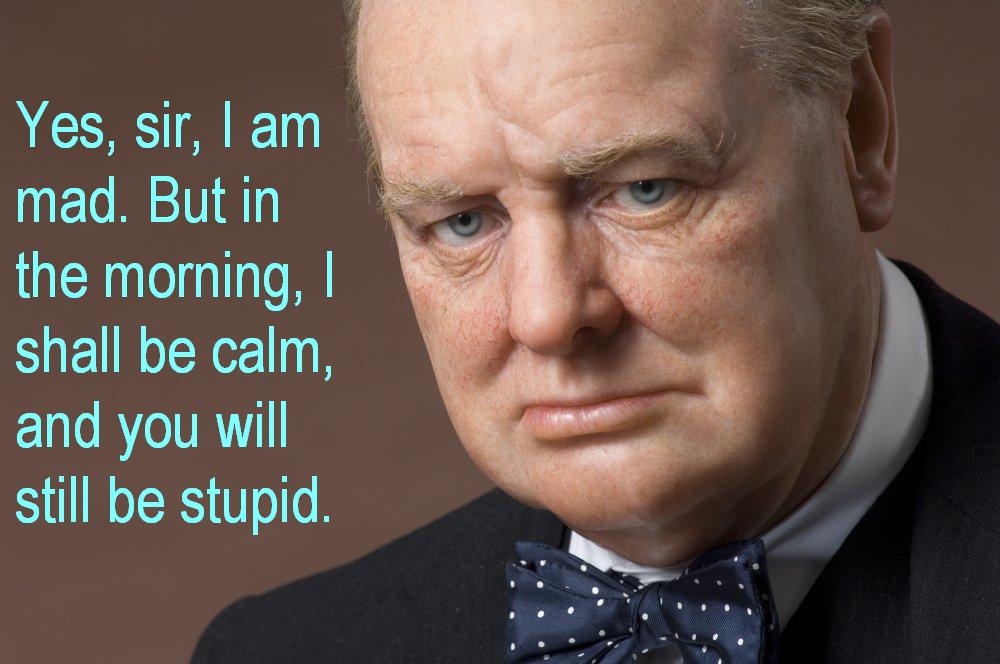 Yes, sir, I am
mad. But in
the morning, I
shall be calm,
and you will
still be stupid.